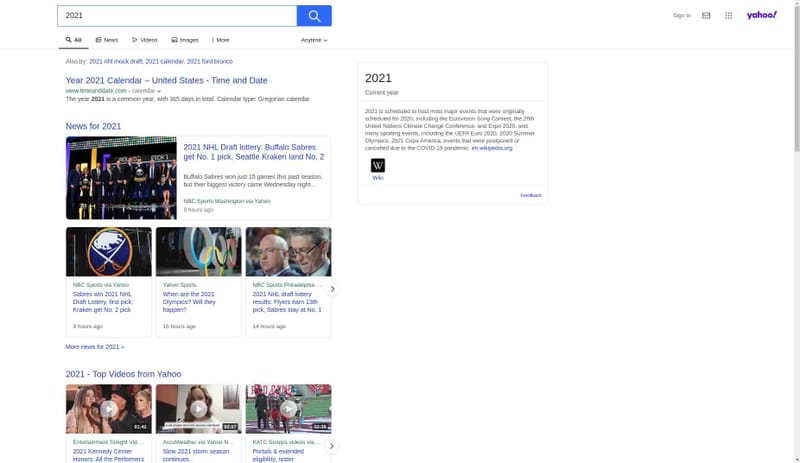 2021
Sign in
yahoo!
All
News
Videos
Images
More
Anytime
Also try: 2021 nhl mock draft, 2021 calendar, 2021 ford bronco
Year 2021 Calendar – United States - Time and Date
www.timeanddate.com › calendar
The year 2021 is a common year, with 365 days in total. Calendar type: Gregorian calendar
News for 2021
2021 NHL Draft lottery: Buffalo Sabres
get No. 1 pick, Seattle Kraken land No. 2
Buffalo Sabres won just 15 games this past season,
but their biggest victory came Wednesday night...
NBC Sports Washington via Yahoo
8 hours ago
NBC Sports via Yahoo
Sabres win 2021 NHL
Draft Lottery, first pick;
Kraken get No. 2 pick
9 hours ago
Yahoo Sports
When are the 2021
Olympics? Will they
happen?
16 hours ago
NBC Sports Philadelphia ...
2021 NHL draft lottery
results: Flyers earn 13th
pick, Sabres stay at No. 1
14 hours ago
More news for 2021 »
2021 - Top Videos from Yahoo
01:42
Entertainment Tonight Vid...
2021 Kennedy Center
Honors: All the Performers
02:07
AccuWeather via Yahoo N...
Slow 2021 storm season
continues
02:39
KATC Scripps videos via...
Portals & extended
eligibility, roster
2021
Current year
2021 is scheduled to host most major events that were originally
scheduled for 2020, including the Eurovision Song Contest, the 26th
United Nations Climate Change Conference, and Expo 2020, and
many sporting events, including the UEFA Euro 2020, 2020 Summer
Olympics, 2021 Copa America, events that were postponed or
cancelled due to the COVID-19 pandemic. en.wikipedia.org
W
Wiki
Feedback